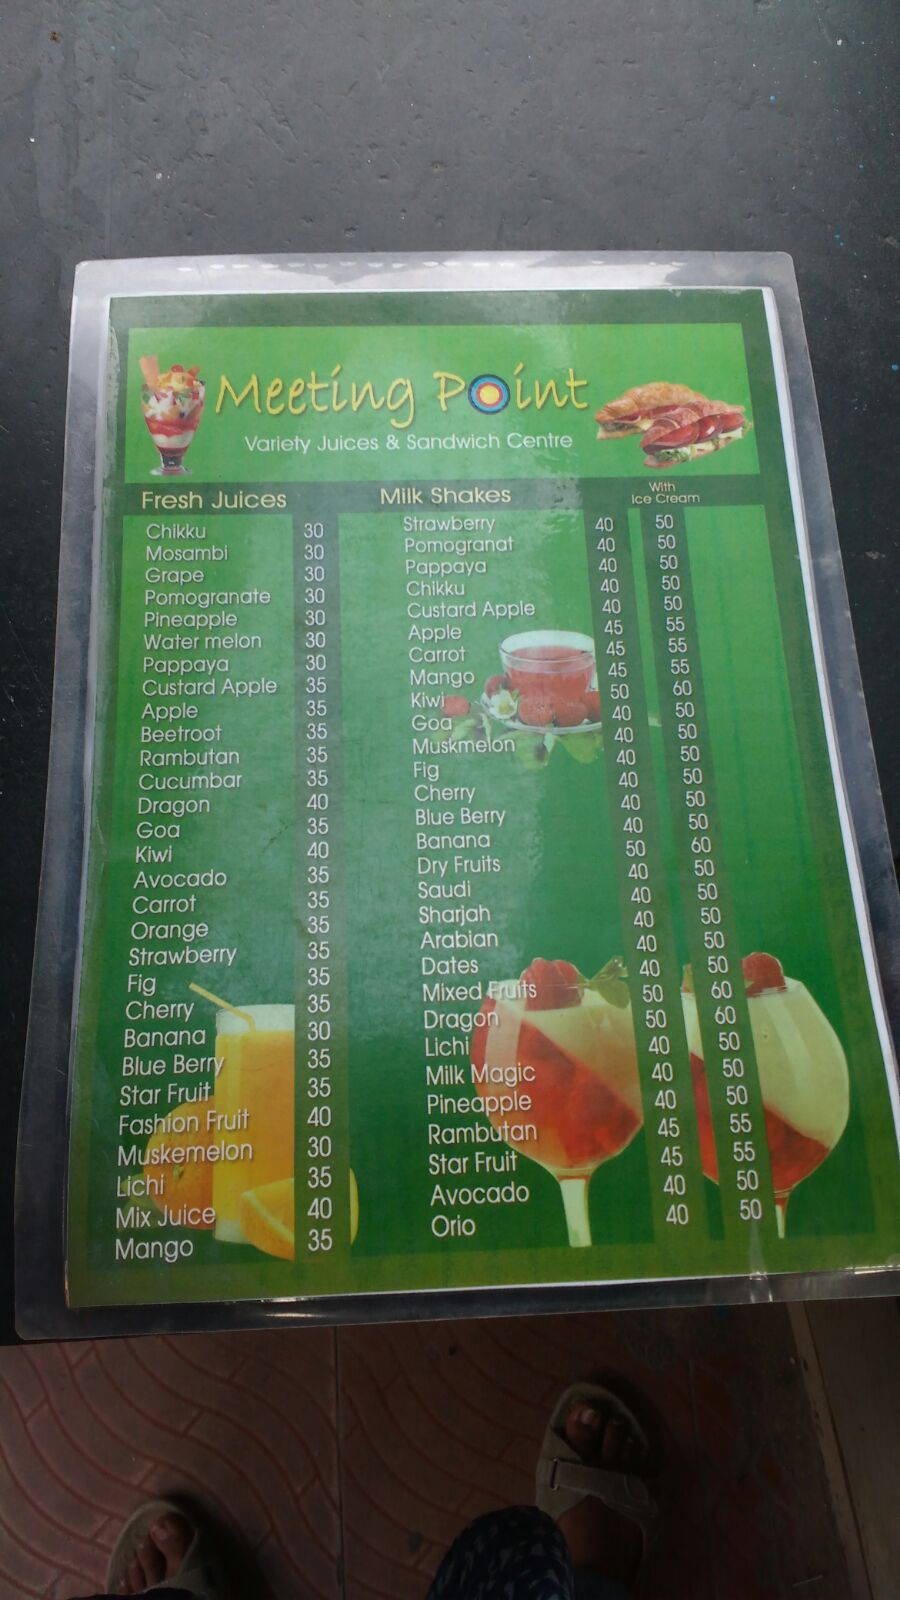 Meeting Point
Variety Juices & Sandwich Centre
Fresh Juices
Chikku 30
Mosambi 30
Grape 30
Pomogranate 30
Pineapple 30
Water melon 30
Pappaya 30
Custard Apple 35
Apple 35
Beetroot 35
Rambutan 35
Cucumbar 35
Dragon 40
Goa 35
Kiwi 40
Avocado 35
Carrot 35
Orange 35
Strawberry 35
Fig 35
Cherry 35
Banana 30
Blue Berry 35
Star Fruit 35
Fashion Fruit 40
Muskemelon 30
Lichi 35
Mix Juice 40
Mango 35
Milk Shakes
Strawberry
Pomogranat
Pappaya
Chikku
Custard Apple
Apple
Carrot
Mango
Kiwi
Goa
Muskmelon
Fig
Cherry
Blue Berry
Banana
Dry Fruits
Saudi
Sharjah
Arabian
Dates
Mixed Fruits
Dragon
Lichi
Milk Magic
Pineapple
Rambutan
Star Fruit
Avocado
Orio
With
Ice Cream
40 50
40 50
40 50
40 50
40 50
45 55
45 55
45 55
50 60
40 50
40 50
40 50
40 50
40 50
40 50
50 60
40 50
40 50
40 50
40 50
40 50
50 60
50 60
40 50
40 50
40 50
45 55
45 55
40 50
40 50